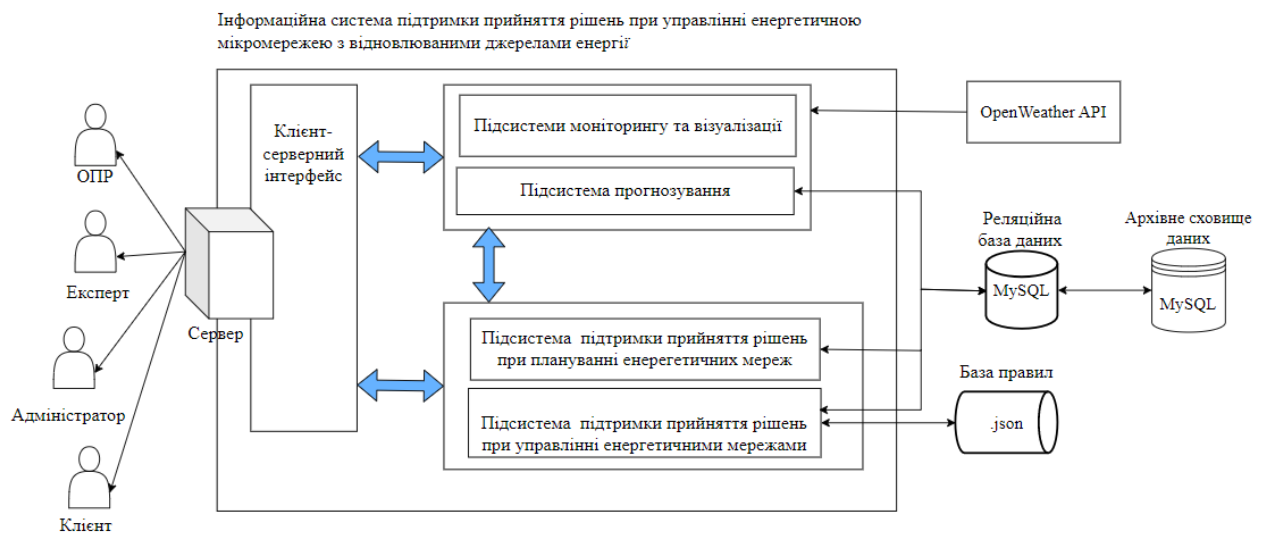 Інформаційна система підтримки прийняття рішень при управлінні енергетичною
мікромережею з відновлюваними джерелами енергії
ОПР
Експерт
Адміністратор
Клієнт
Сервер
Клієнт-
серверний
інтерфейс
Підсистеми моніторингу та візуалізації
Підсистема прогнозування
Підсистема підтримки прийняття рішень
при плануванні енерегетичних мереж
Підсистема підтримки прийняття рішень
при управлінні енергетичними мережами
OpenWeather API
Реляційна
база даних
MySQL
Архівне сховище
даних
MySQL
База правил
.json